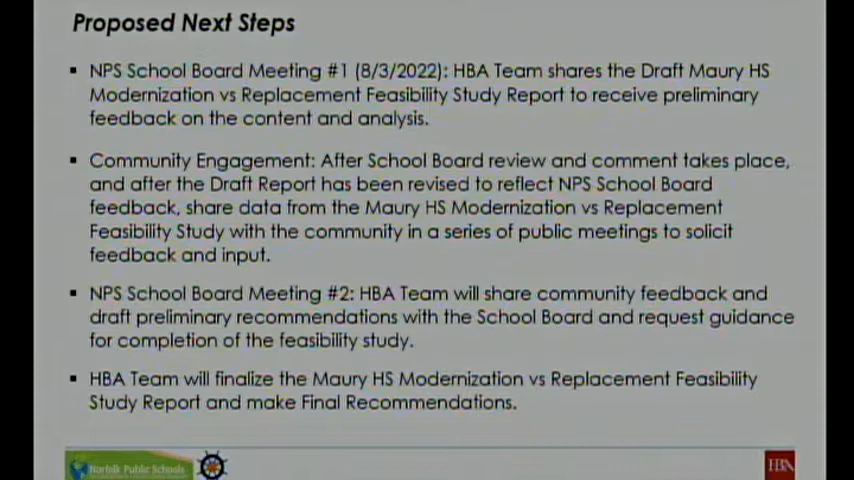 Proposed Next Steps
▪ NPS School Board Meeting #1 (8/3/2022): HBA Team shares the Draft Maury HS
Modernization vs Replacement Feasibility Study Report to receive preliminary
feedback on the content and analysis.
▪ Community Engagement: After School Board review and comment takes place,
and after the Draft Report has been revised to reflect NPS School Board
feedback, share data from the Maury HS Modernization vs Replacement
Feasibility Study with the community in a series of public meetings to solicit
feedback and input.
▪ NPS School Board Meeting #2: HBA Team will share community feedback and
draft preliminary recommendations with the School Board and request guidance
for completion of the feasibility study.
▪ HBA Team will finalize the Maury HS Modernization vs Replacement Feasibility
Study Report and make Final Recommendations.
Norfolk Public Schools
HBA